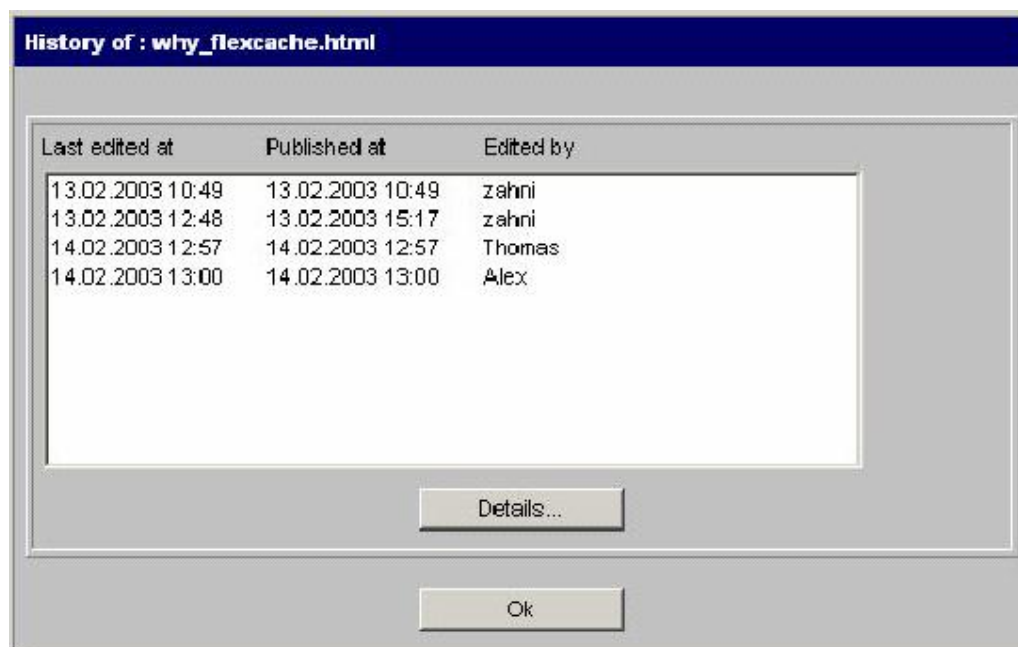 History of : why_flexcache.html
Last edited at Published at Edited by
13.02.2003 10:49 13.02.2003 10:49 zahni
13.02.2003 12:48 13.02.2003 15:17 zahni
14.02.2003 12:57 14.02.2003 12:57 Thomas
14.02.2003 13:00 14.02.2003 13:00 Alex
Details...
Ok